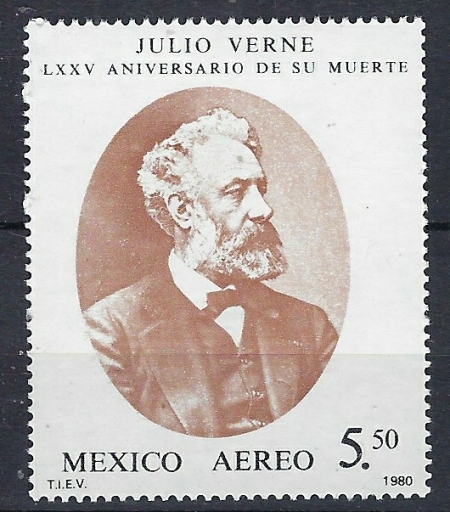 JULIO VERNE
LXXV ANIVERSARIO DE SU MUERTE
MEXICO AEREO 5.50
T.I.E.V. 1980